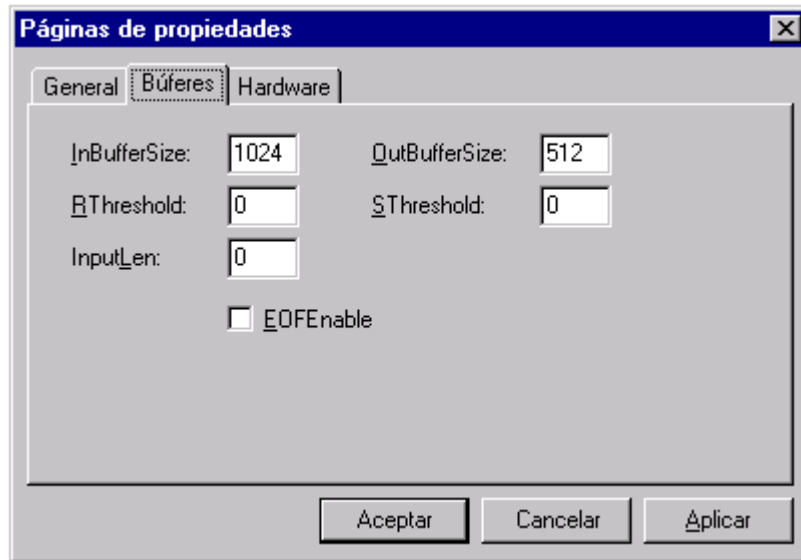 Páginas de propiedades
General Búferes Hardware
InBufferSize: 1024 OutBufferSize: 512
RThreshold: 0 SThreshold: 0
InputLen: 0
EOFEnable
Aceptar Cancelar Aplicar